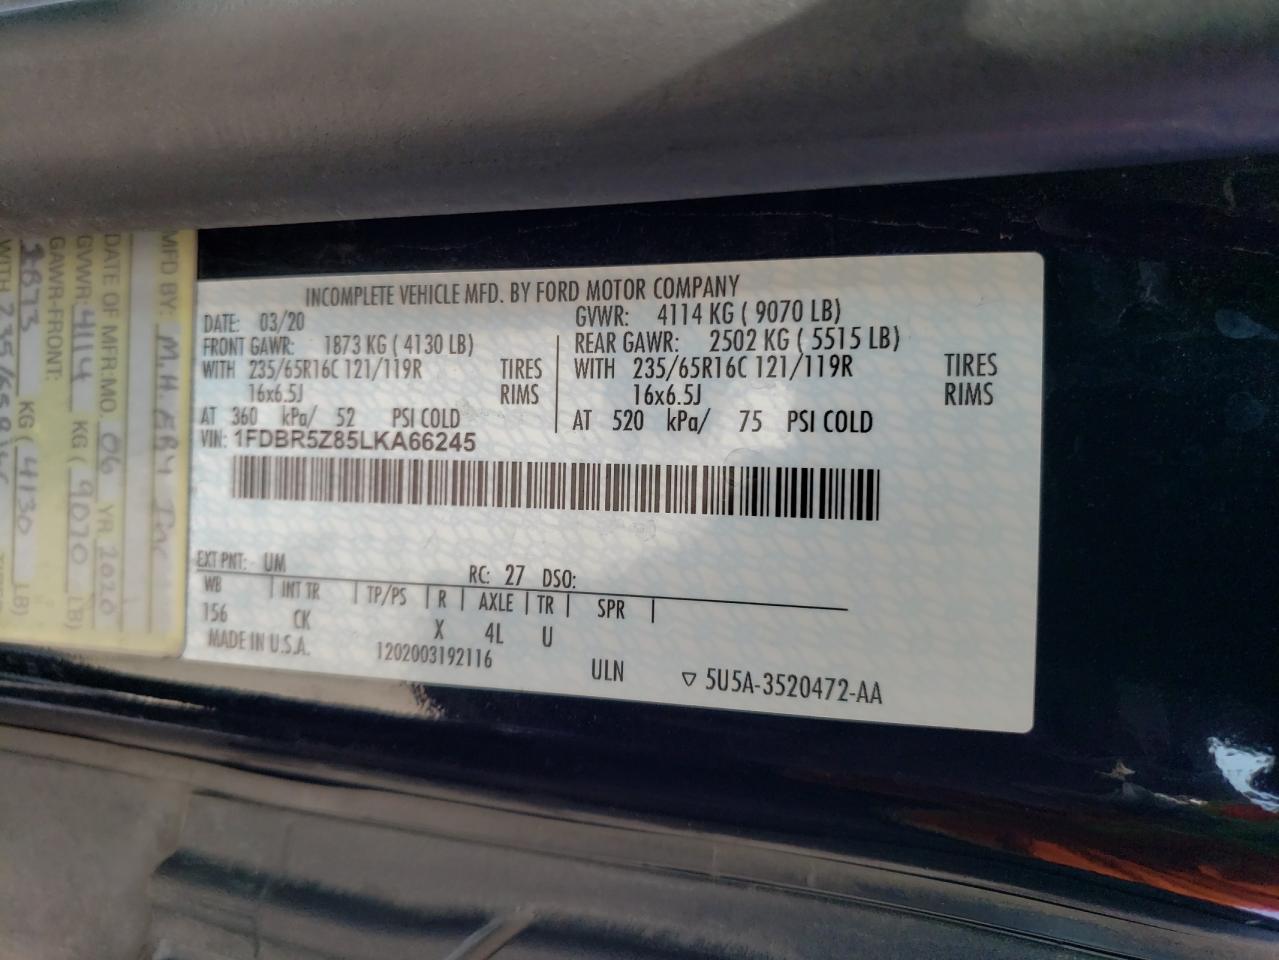 INCOMPLETE VEHICLE MFD. BY FORD MOTOR COMPANY
DATE: 03/20 GVWR: 4114 KG ( 9070 LB)
FRONT GAWR: 1873 KG ( 4130 LB) REAR GAWR: 2502 KG ( 5515 LB)
WITH 235/65R16C 121/119R TIRES WITH 235/65R16C 121/119R TIRES
16x6.5J RIMS 16x6.5J RIMS
AT 360 kPa/ 52 PSI COLD AT 520 kPa/ 75 PSI COLD
VIN: 1FDBR5Z85LKA66245
EXT PNT: UM RC: 27 DSO:
WB INT TR TP/PS R AXLE TR SPR
156 CK X 4L U
MADE IN U.S.A. 1202003192116 ULN ▽ 5U5A-3520472-AA
MFD BY: M.H. EBY Inc
DATE OF MFR:MO. 06 YR 2020
GVWR: 4114 KG ( 9070 LB)
GAWR-FRONT:
1873 KG ( 4130 LB)
WITH 235/65R16C